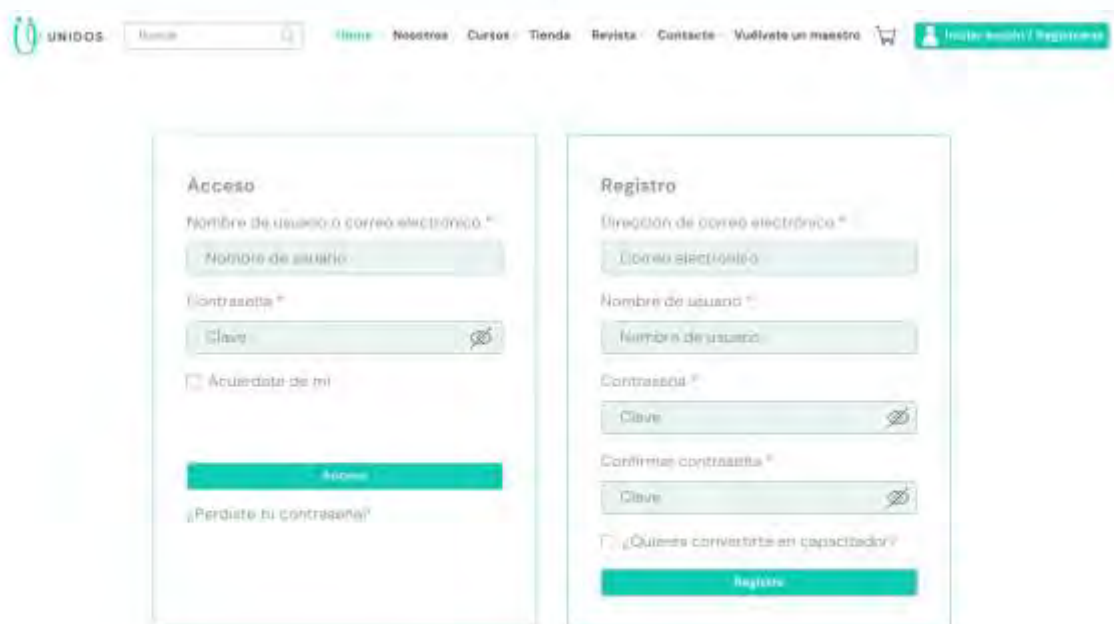 UNIDOS
Buscar
Home Nosotros Cursos Tienda Revista Contacto Vuélvete un maestro
Iniciar sesión / Registrarse
Acceso
Nombre de usuario o correo electrónico *
Nombre de usuario
Contraseña *
Clave
Acuérdate de mi
Acceso
¿Perdiste tu contraseña?
Registro
Dirección de correo electrónico *
Correo electrónico
Nombre de usuario *
Nombre de usuario
Contraseña *
Clave
Confirmar contraseña *
Clave
¿Quieres convertirte en capacitador?
Registro